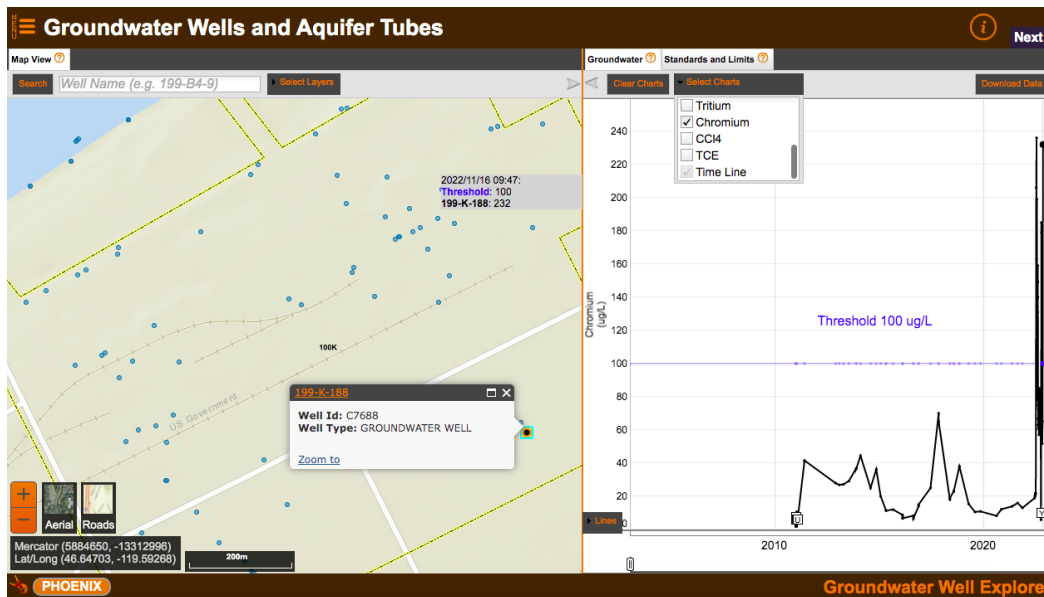 MENU
Groundwater Wells and Aquifer Tubes
i
Next
Map View ?
Groundwater ?
Standards and Limits ?
Search
Well Name (e.g. 199-B4-9)
Select Layers
Clear Charts
Select Charts
Download Data
Tritium
Chromium
CCl4
TCE
Time Line
2022/11/16 09:47:
Threshold: 100
199-K-188: 232
240
220
200
180
160
140
120
100
80
60
40
20
0
Chromium
(ug/L)
Threshold 100 ug/L
100K
U.S. Government
199-K-188
Well Id: C7688
Well Type: GROUNDWATER WELL
Zoom to
+
−
Aerial
Roads
Mercator (5884650, -13312996)
Lat/Long (46.64703, -119.59268)
200m
Lines
U
Y
2010
2020
PHOENIX
Groundwater Well Explore